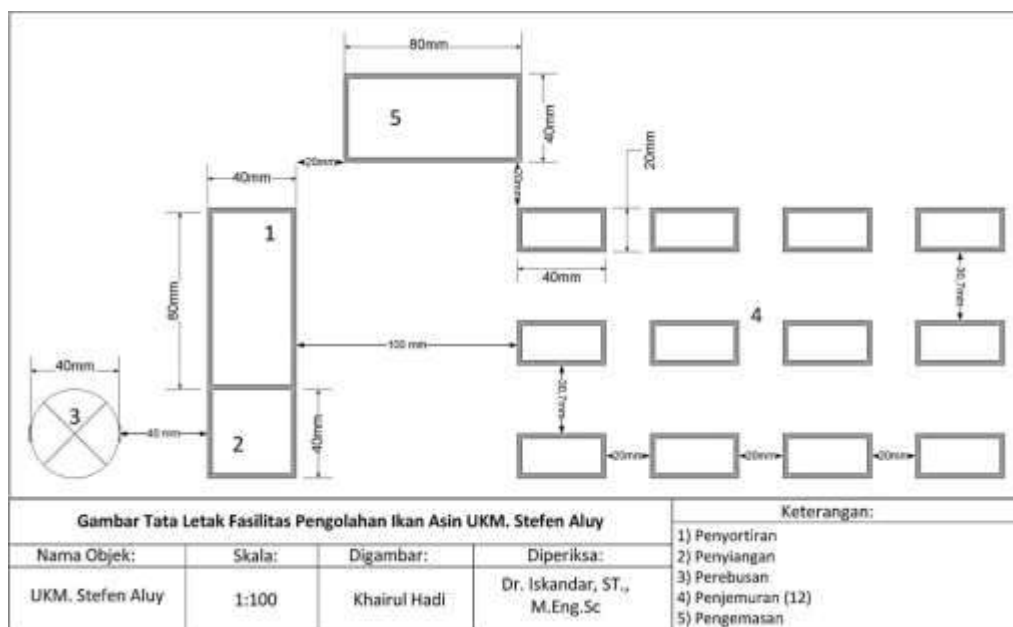 80mm
5
40mm
20mm
20mm
20mm
40mm
1
40mm
80mm
30,7mm
4
100 mm
40mm
3
30,7mm
40 mm
2
40mm
20mm
20mm
20mm
Gambar Tata Letak Fasilitas Pengolahan Ikan Asin UKM. Stefen Aluy
Nama Objek:
Skala:
Digambar:
Diperiksa:
UKM. Stefen Aluy
1:100
Khairul Hadi
Dr. Iskandar, ST.,
M.Eng.Sc
Keterangan:
1) Penyortiran
2) Penyiangan
3) Perebusan
4) Penjemuran (12)
5) Pengemasan